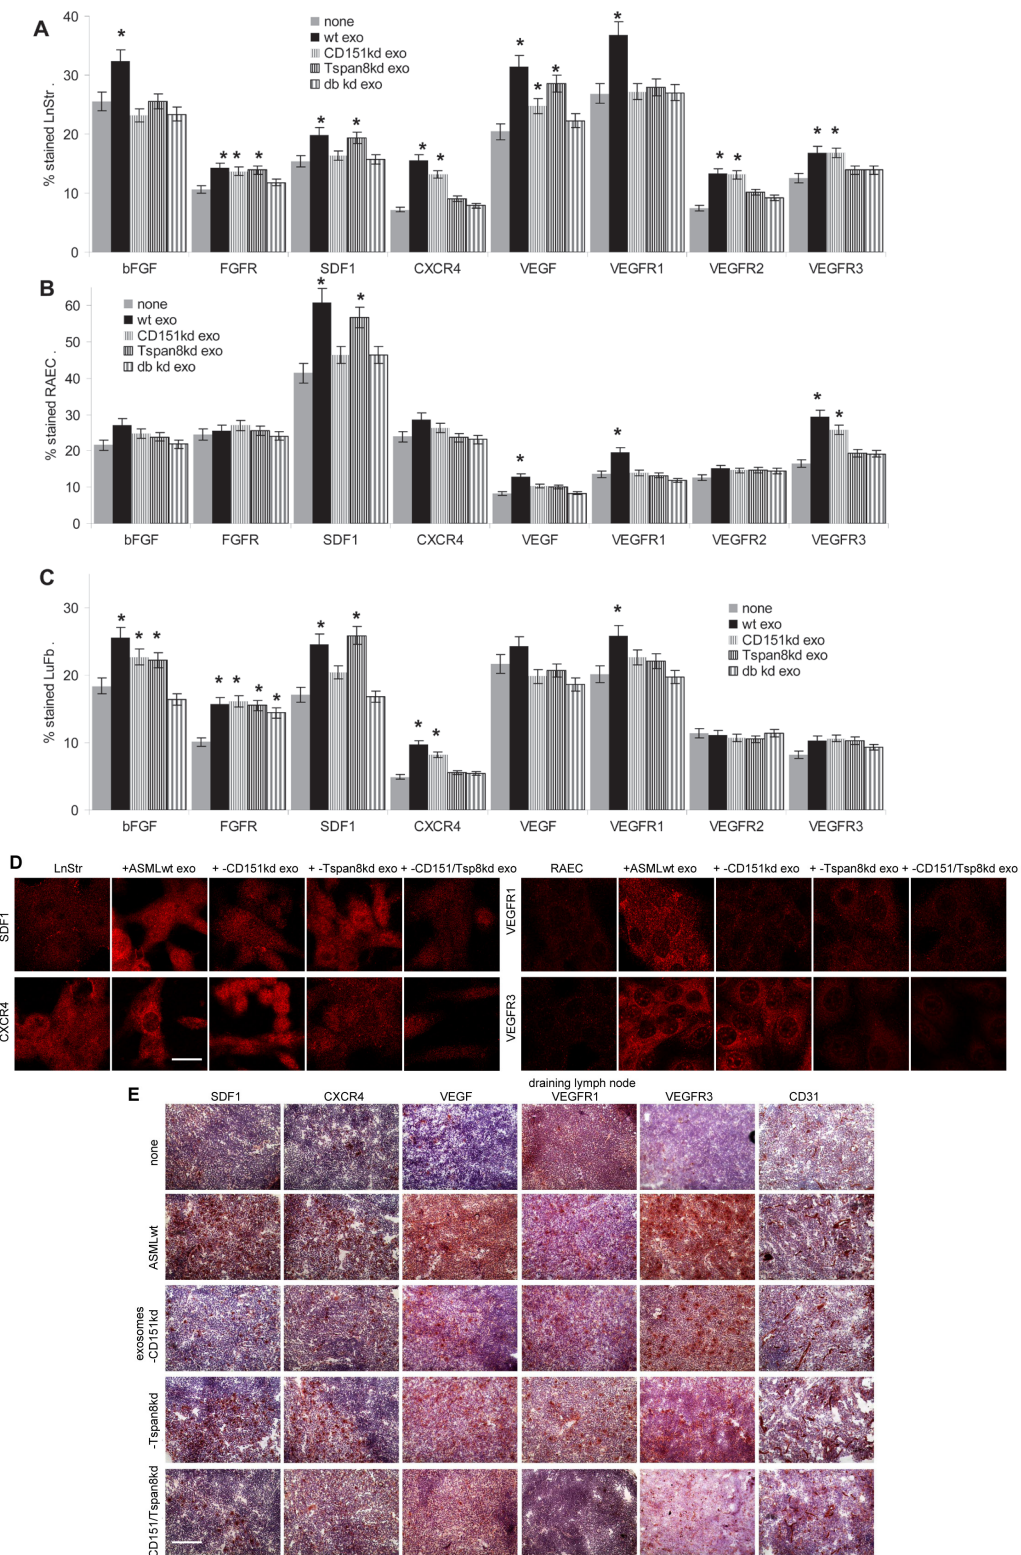 A
% stained LnStr .
40
30
20
10
0
none
wt exo
CD151kd exo
Tspan8kd exo
db kd exo
* * * * * * * * * * * * * * * *
bFGF FGFR SDF1 CXCR4 VEGF VEGFR1 VEGFR2 VEGFR3
B
% stained RAEC .
60
50
40
30
20
10
0
none
wt exo
CD151kd exo
Tspan8kd exo
db kd exo
* * * * * *
bFGF FGFR SDF1 CXCR4 VEGF VEGFR1 VEGFR2 VEGFR3
C
% stained LuFb .
30
20
10
0
none
wt exo
CD151kd exo
Tspan8kd exo
db kd exo
* * * * * * * * * * * *
bFGF FGFR SDF1 CXCR4 VEGF VEGFR1 VEGFR2 VEGFR3
D
LnStr +ASMLwt exo + -CD151kd exo + -Tspan8kd exo + -CD151/Tsp8kd exo
RAEC +ASMLwt exo + -CD151kd exo + -Tspan8kd exo + -CD151/Tsp8kd exo
SDF1
VEGFR1
CXCR4
VEGFR3
E
draining lymph node
SDF1 CXCR4 VEGF VEGFR1 VEGFR3 CD31
none
ASMLwt
exosomes
-CD151kd
-Tspan8kd
CD151/Tspan8kd